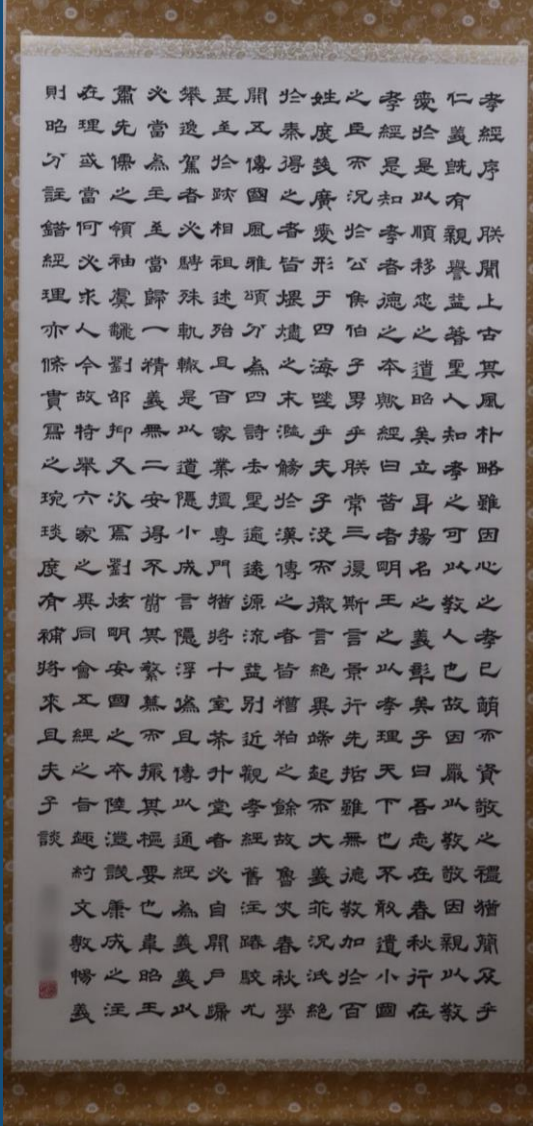 孝經序 朕聞上古其風朴略雖因心之孝已萌而資敬之禮猶簡及乎
仁義旣有親譽益著聖人知孝之可以敎人也故因嚴以敎敬因親以敎
愛於是以順移忠之道昭矣立身揚名之義彰矣子曰吾志在春秋行在
孝經是知孝者德之本歟經曰昔者明王之以孝理天下也不敢遺小國
之臣而況於公侯伯子男乎朕常三復斯言景行先哲雖無德敎加於百
姓庶幾廣愛形于四海嗟乎夫子沒而微言絕異端起而大義乖況泯絕
於秦得之者皆煨燼之末濫觴於漢傳之者皆糟粕之餘故魯史春秋學
開五傳國風雅頌分為四詩去聖逾遠源流益別近觀孝經舊注踳駮尤
甚至於跡相祖述殆且百家業擅專門猶將十室希升堂者必自開戶牖
攀逸駕者必騁殊軌轍是以道隱小成言隱浮偽且傳以通經為義義以
必當為主至當歸一精義無二安得不翦其繁蕪而撮其樞要也韋昭王
肅先儒之領袖虞飜劉邵抑又次焉劉炫明安國之本陸澄譏康成之注
在理或當何必求人今故特舉六家之異同會五經之旨趣約文敷暢義
則昭分註錯經理亦條貫寫之琬琰庶有補將來且夫子談